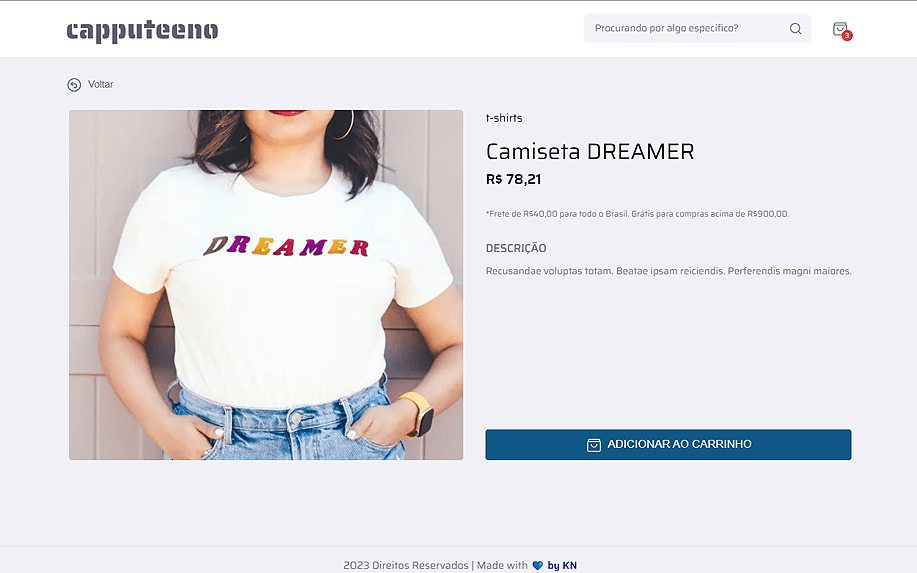 capputeeno
Procurando por algo específico?
3
Voltar
t-shirts
Camiseta DREAMER
R$ 78,21
*Frete de R$40,00 para todo o Brasil. Grátis para compras acima de R$900,00.
DESCRIÇÃO
Recusandae voluptas totam. Beatae ipsam reiciendis. Perferendis magni maiores.
DREAMER
ADICIONAR AO CARRINHO
2023 Direitos Reservados | Made with 💙 by KN